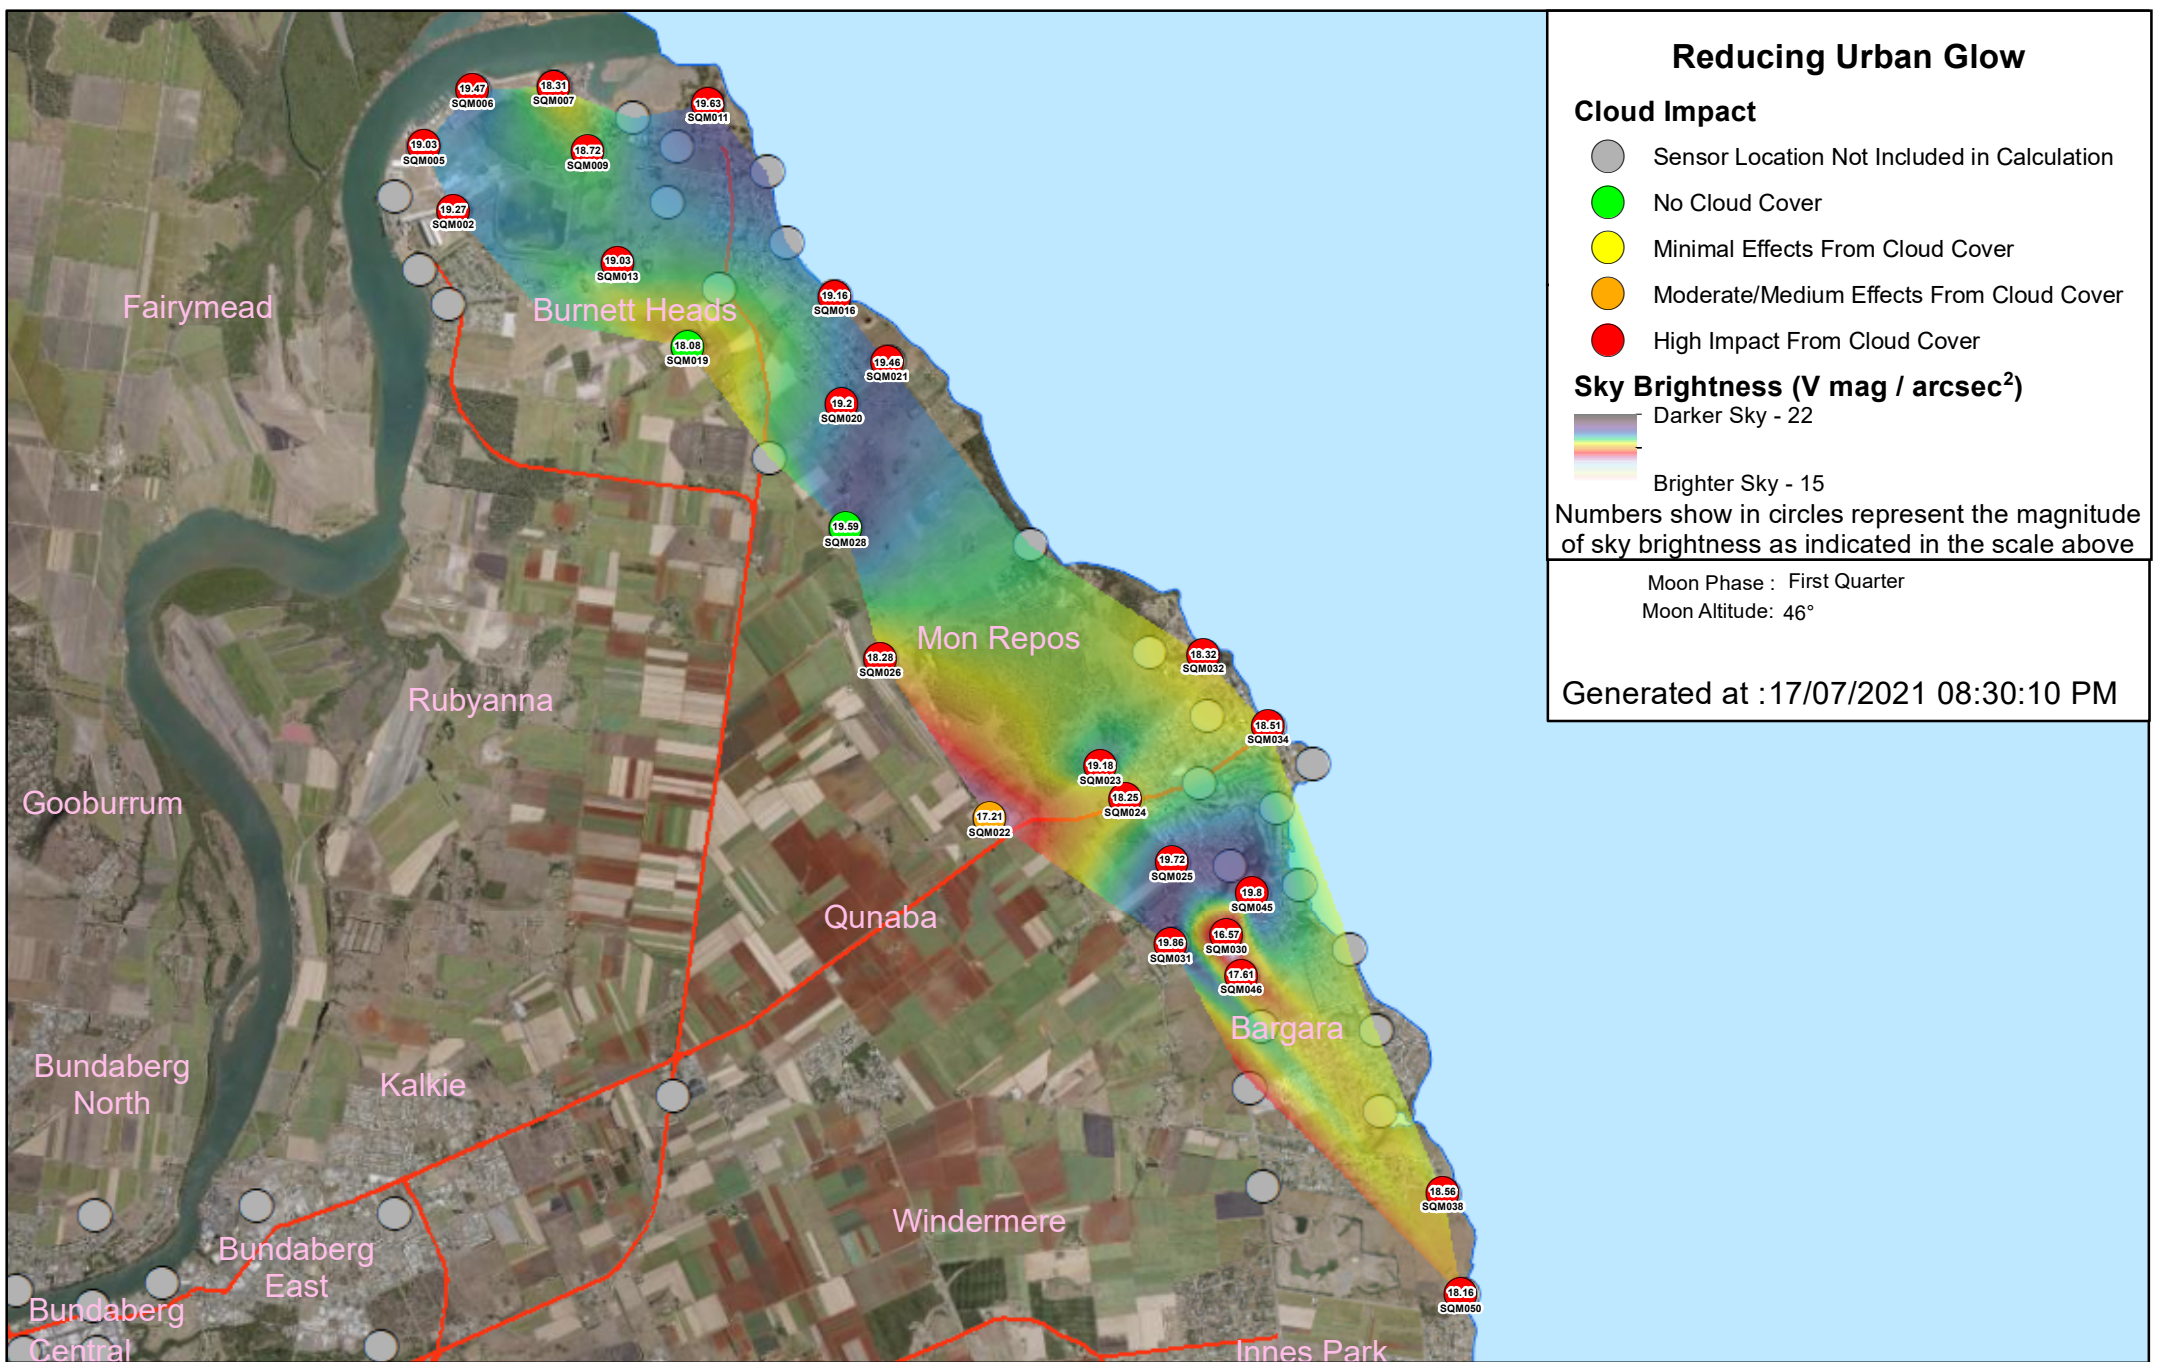 Reducing Urban Glow
Cloud Impact
Sensor Location Not Included in Calculation
No Cloud Cover
Minimal Effects From Cloud Cover
Moderate/Medium Effects From Cloud Cover
High Impact From Cloud Cover
Sky Brightness (V mag / arcsec²)
Darker Sky - 22
Brighter Sky - 15
Numbers show in circles represent the magnitude
of sky brightness as indicated in the scale above
Moon Phase : First Quarter
Moon Altitude: 46°
Generated at :17/07/2021 08:30:10 PM
19.47
SQM006
18.31
SQM007
19.63
SQM011
19.03
SQM005
18.72
SQM009
19.27
SQM002
19.03
SQM013
Fairymead
Burnett Heads
19.16
SQM016
18.08
SQM019
19.46
SQM021
19.2
SQM020
19.59
SQM028
Mon Repos
18.28
SQM026
18.32
SQM032
Rubyanna
18.51
SQM034
19.18
SQM023
Gooburrum
18.25
SQM024
17.21
SQM022
19.72
SQM025
19.8
SQM045
Qunaba
16.57
SQM030
19.86
SQM031
17.61
SQM046
Bargara
Bundaberg
North
Kalkie
18.56
SQM038
Windermere
Bundaberg
East
18.16
SQM050
Bundaberg
Central
Innes Park